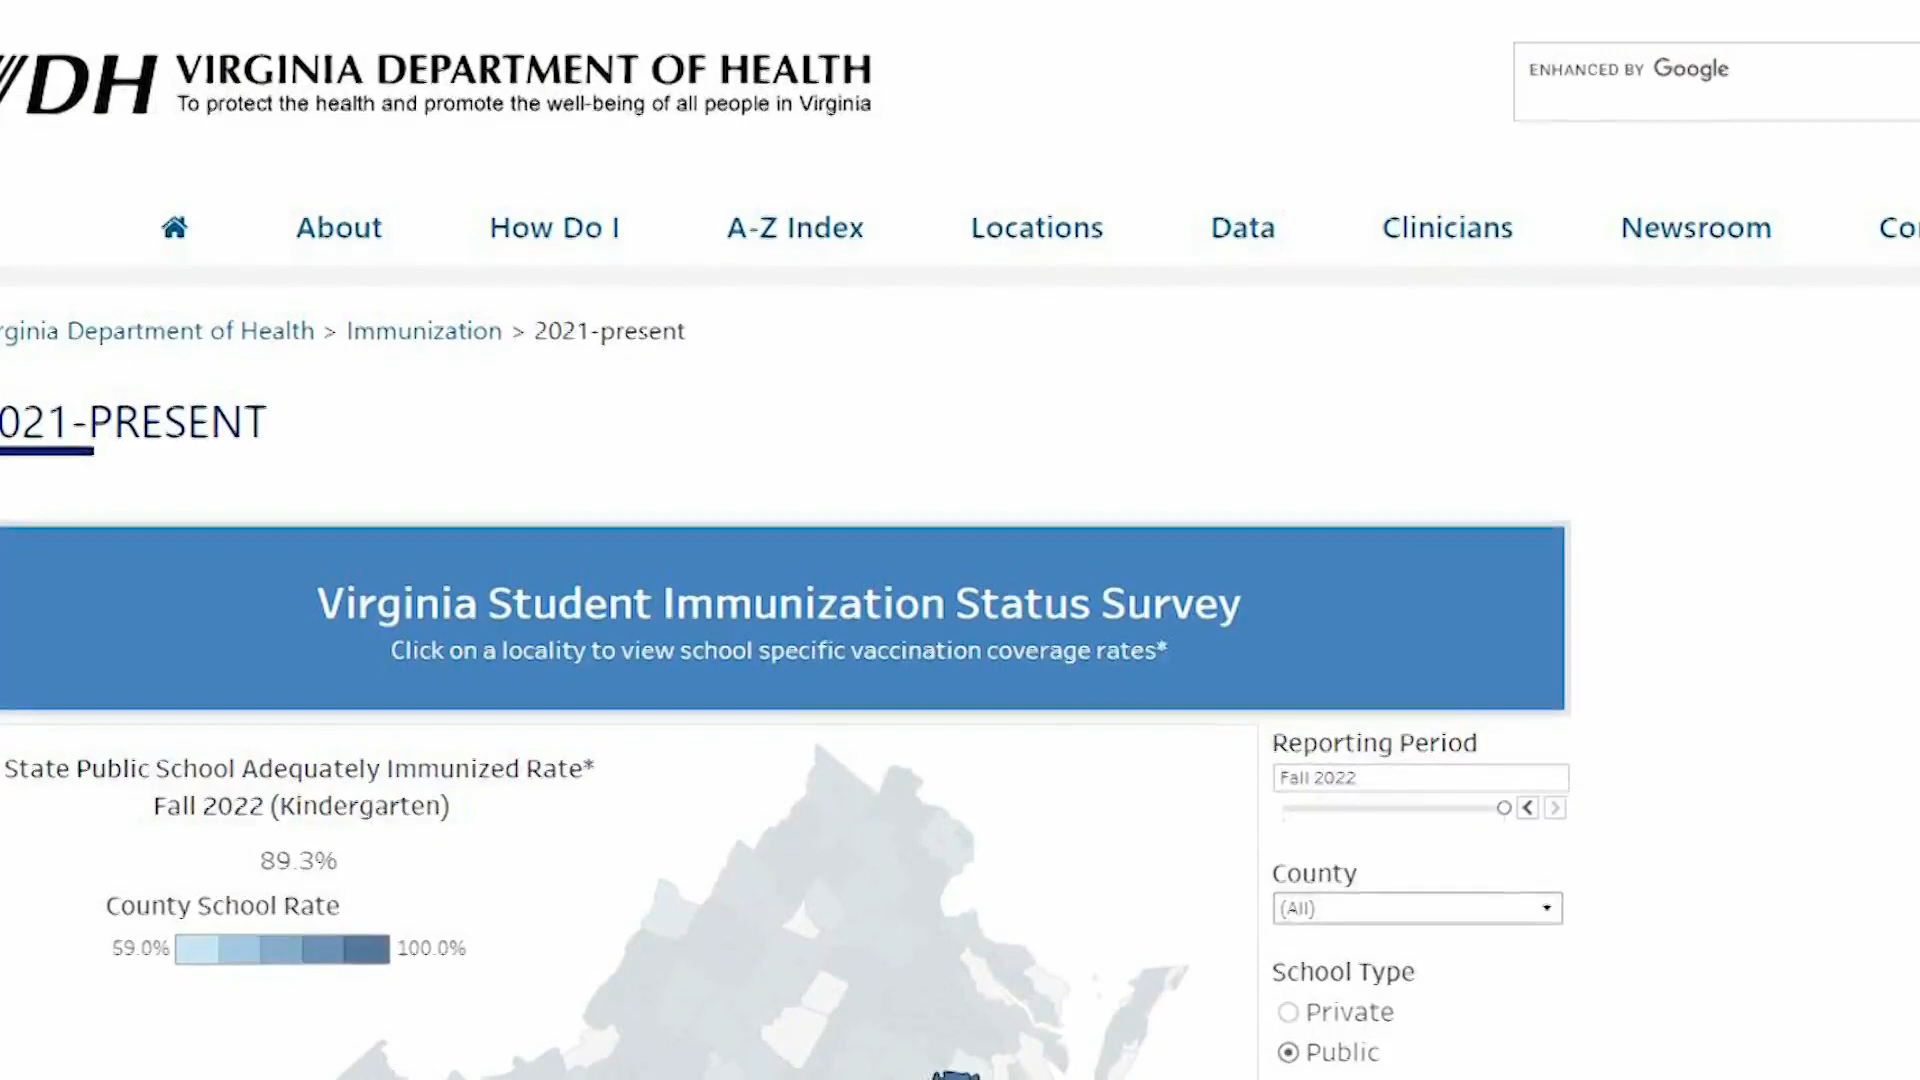 VDH VIRGINIA DEPARTMENT OF HEALTH
To protect the health and promote the well-being of all people in Virginia
ENHANCED BY Google
About How Do I A-Z Index Locations Data Clinicians Newsroom Co
rginia Department of Health > Immunization > 2021-present
021-PRESENT
Virginia Student Immunization Status Survey
Click on a locality to view school specific vaccination coverage rates*
State Public School Adequately Immunized Rate*
Fall 2022 (Kindergarten)
89.3%
County School Rate
59.0% 100.0%
Reporting Period
Fall 2022
County
(All)
School Type
Private
Public